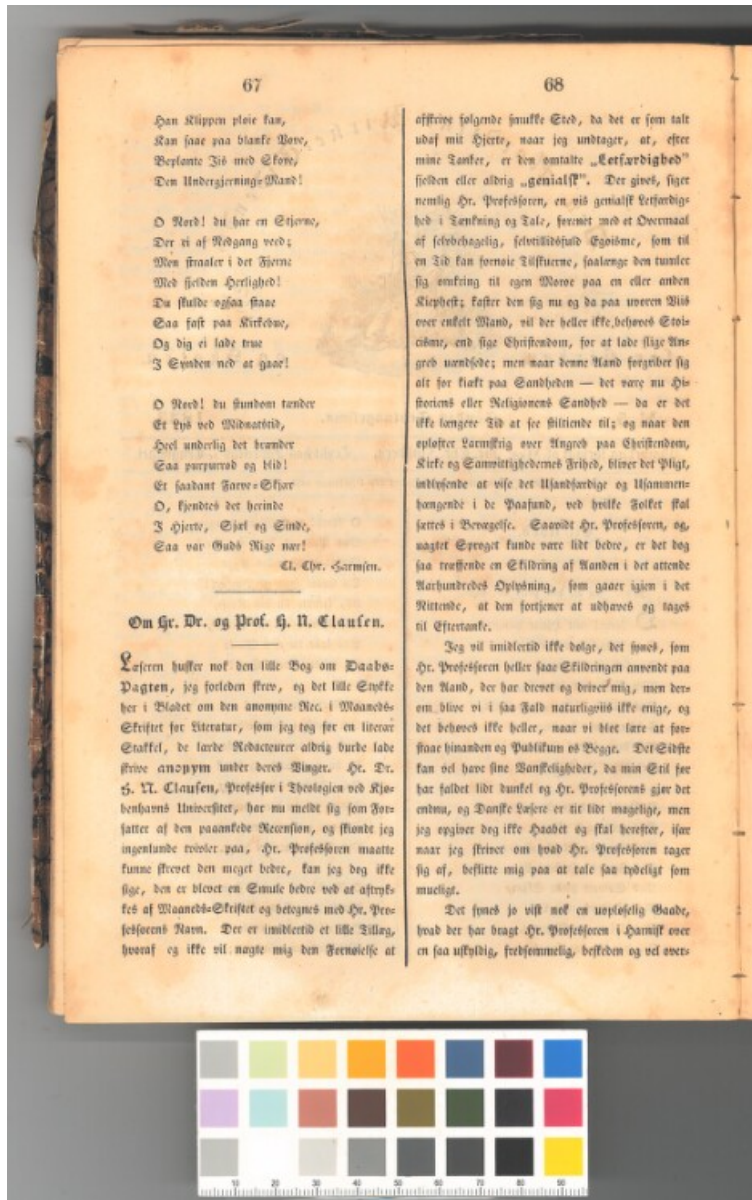 67
Han Klippen pløie kan,
Kan saae paa blanke Vove,
Beplante Iis med Skove,
Den Undergjerning-Mand!
O Nord! du har en Stjerne,
Der ei af Nedgang veed;
Men straaler i det Fjerne
Med sjelden Herlighed!
Du skulde ogsaa staae
Saa fast paa Kirkebue,
Og dig ei lade true
I Synden ned at gaae!
O Nord! du stundom tænder
Et Lys ved Midnatstid,
Heel underlig det brænder
Saa purpurrød og blid!
Et saadant Farve-Skjær
O, kjendtes det herinde
I Hjerte, Sjæl og Sinde,
Saa var Guds Rige nær!
Cl. Chr. Harmsen.
Om Hr. Dr. og Prof. H. N. Clausen.
Læseren husker nok den lille Bog om Daabs-
Pagten, jeg forleden skrev, og det lille Stykke
her i Bladet om den anonyme Rec. i Maaneds-
Skriftet for Literatur, som jeg tog for en literær
Stakkel, de lærde Redacteurer aldrig burde lade
skrive anonym under deres Vinger. Hr. Dr.
H. N. Clausen, Professor i Theologien ved Kjø-
benhavns Universitet, har nu meldt sig som For-
fatter af den paaankede Recension, og skiøndt jeg
ingenlunde tvivler paa, Hr. Professoren maatte
kunne skrevet den meget bedre, kan jeg dog ikke
sige, den er blevet en Smule bedre ved at aftryk-
kes af Maaneds-Skriftet og betegnes med Hr. Pro-
fessorens Navn. Der er imidlertid et lille Tillæg,
hvoraf eg ikke vil nægte mig den Fornøielse at
68
afskrive følgende smukke Sted, da det er som talt
udaf mit Hjerte, naar jeg undtager, at, efter
mine Tanker, er den omtalte „Letfærdighed"
sjelden eller aldrig „genialsk". Der gives, siger
nemlig Hr. Professoren, en vis genialsk Letfærdig-
hed i Tænkning og Tale, forenet med et Overmaal
af selvbehagelig, selvtillidsfuld Egoisme, som til
en Tid kan fornøie Tilskuerne, saalænge den tumler
sig omkring til egen Morøe paa en eller anden
Kiephest; kaster den sig nu og da paa uvoren Viis
over enkelt Mand, vil der heller ikke behøves Stoi-
cisme, end sige Christendom, for at lade slige An-
greb uændsede; men naar denne Aand forgriber sig
alt for kiækt paa Sandheden — det være nu Hi-
storiens eller Religionens Sandhed — da er det
ikke længere Tid at see stiltiende til; og naar den
opløfter Larmskrig over Angreb paa Christendom,
Kirke og Samvittighedernes Frihed, bliver det Pligt,
indlysende at vise det Usandfærdige og Usammen-
hængende i de Paafund, ved hvilke Folket skal
sættes i Bevægelse. Saavidt Hr. Professoren, og,
uagtet Sproget kunde være lidt bedre, er det dog
saa træffende en Skildring af Aanden i det attende
Aarhundredes Oplysning, som gaaer igien i det
Nittende, at den fortjener at udhæves og tages
til Eftertanke.
Jeg vil imidlertid ikke dølge, det synes, som
Hr. Professoren heller saae Skildringen anvendt paa
den Aand, der har drevet og driver mig, men der-
om blive vi i saa Fald naturligviis ikke enige, og
det behøves ikke heller, naar vi blot lære at for-
staae hinanden og Publikum os Begge. Det Sidste
kan vel have sine Vanskeligheder, da min Stil før
har faldet lidt dunkel og Hr. Professorens gjør det
endnu, og Danske Læsere er tit lidt magelige, men
jeg opgiver dog ikke Haabet og skal herefter, især
naar jeg skriver om hvad Hr. Professoren tager
sig af, beflitte mig paa at tale saa tydeligt som
mueligt.
Det synes jo vist nok en uopløselig Gaade,
hvad der har bragt Hr. Professoren i Harnisk over
en saa uskyldig, fredsommelig, beskeden og vel over-
10 20 30 40 50 60 70 80 90